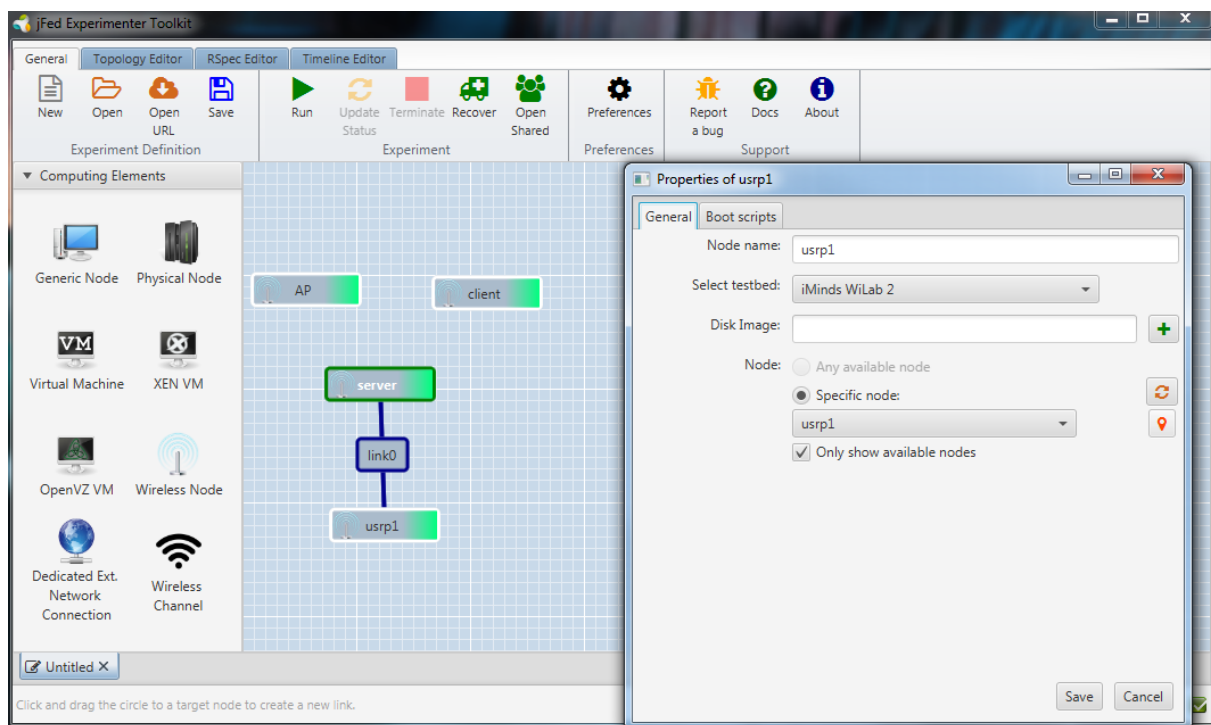 jFed Experimenter Toolkit
General Topology Editor RSpec Editor Timeline Editor
New Open Open URL Save Run Update Status Terminate Recover Open Shared Preferences Report a bug Docs About
Experiment Definition Experiment Preferences Support
Computing Elements
Generic Node Physical Node
Virtual Machine XEN VM
VM
OpenVZ VM Wireless Node
Dedicated Ext. Network Connection
Wireless Channel
AP client
server
link0
usrp1
Properties of usrp1
General Boot scripts
Node name: usrp1
Select testbed: iMinds WiLab 2
Disk Image:
Node: Any available node
Specific node:
usrp1
Only show available nodes
Save Cancel
Untitled
Click and drag the circle to a target node to create a new link.